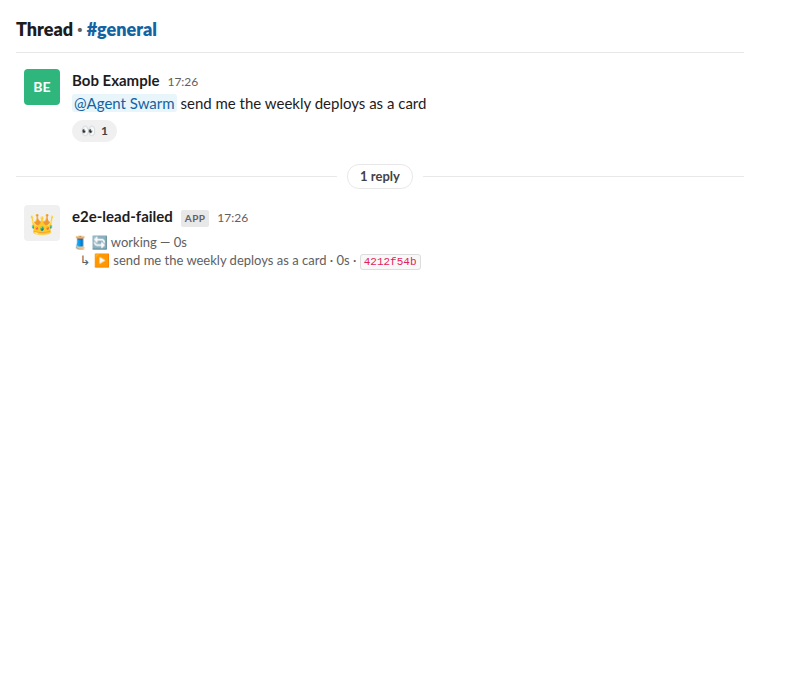 Thread • #general
BE
Bob Example 17:26
@Agent Swarm send me the weekly deploys as a card
👀 1
1 reply
e2e-lead-failed APP 17:26
🧵 🔄 working — 0s
↳ ▶️ send me the weekly deploys as a card · 0s · 4212f54b